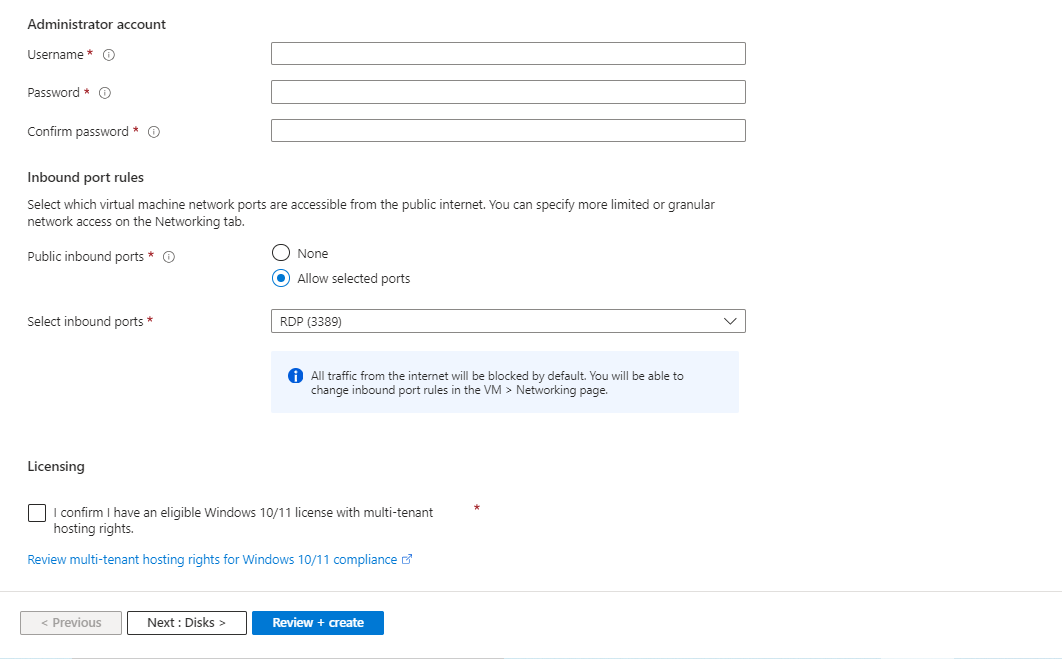 Administrator account
Username *
Password *
Confirm password *
Inbound port rules
Select which virtual machine network ports are accessible from the public internet. You can specify more limited or granular
network access on the Networking tab.
Public inbound ports *
None
Allow selected ports
Select inbound ports *
RDP (3389)
All traffic from the internet will be blocked by default. You will be able to
change inbound port rules in the VM > Networking page.
Licensing
I confirm I have an eligible Windows 10/11 license with multi-tenant *
hosting rights.
Review multi-tenant hosting rights for Windows 10/11 compliance
< Previous
Next : Disks >
Review + create